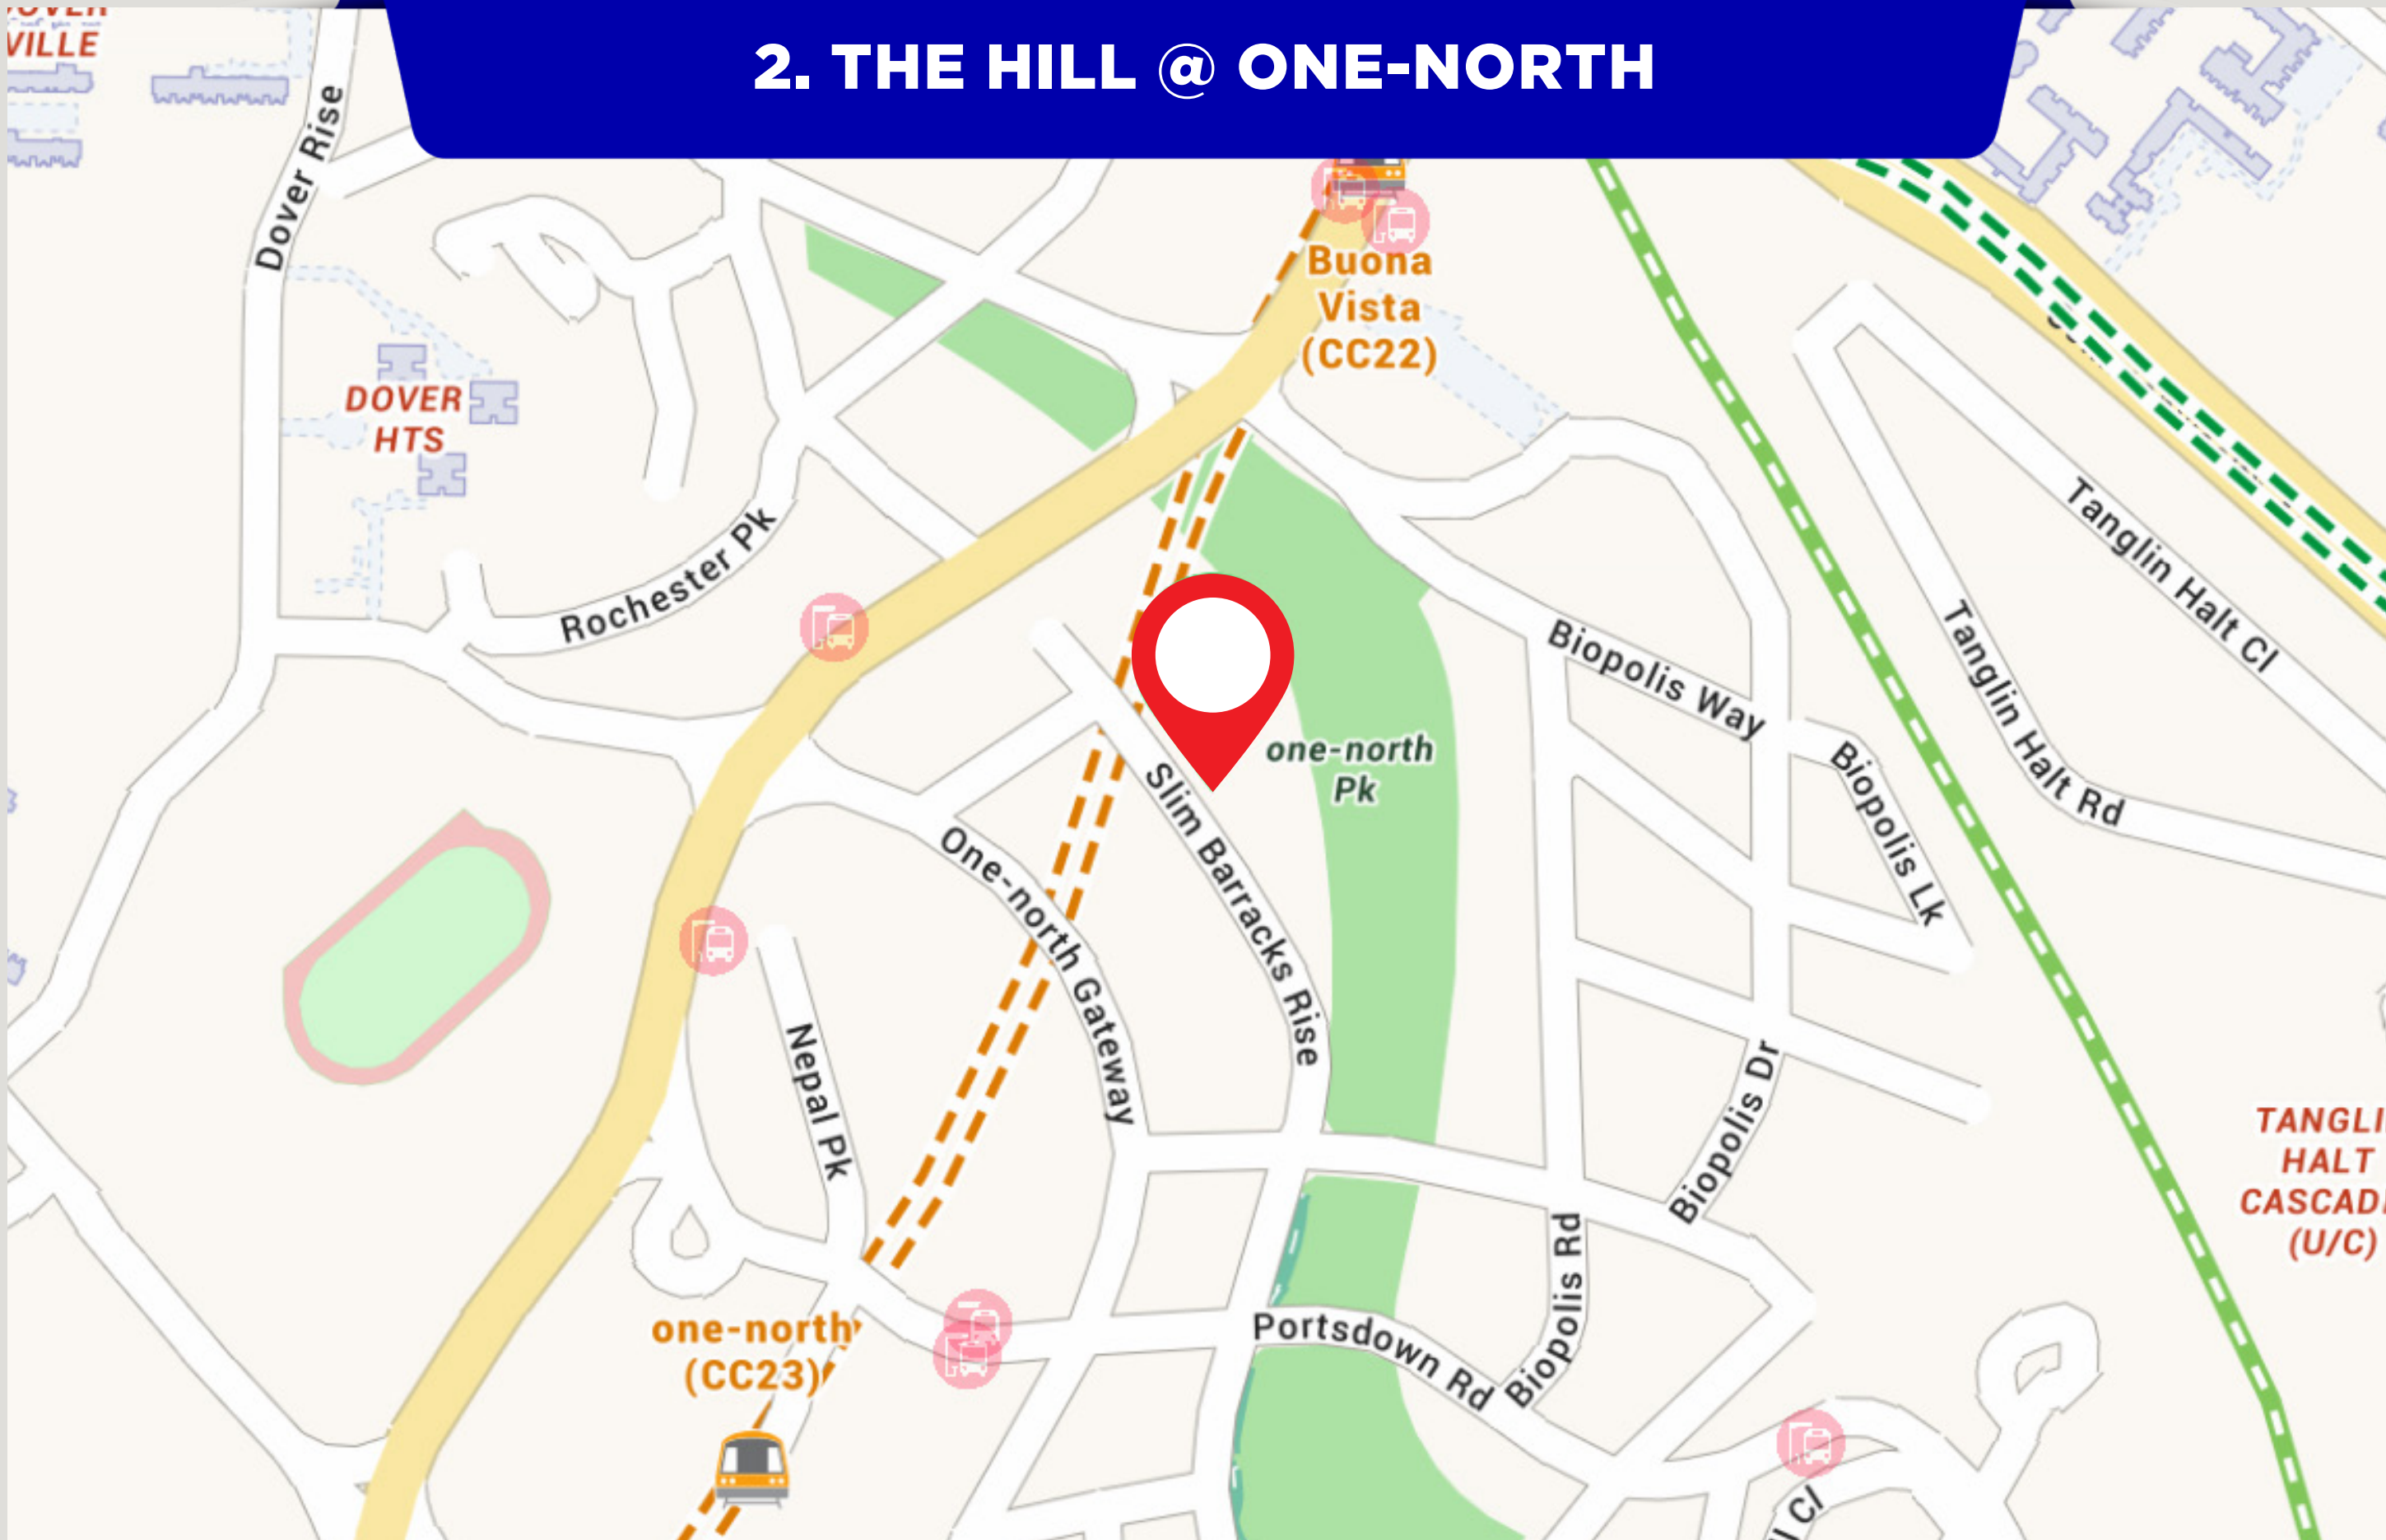 2. THE HILL @ ONE-NORTH
VILLE
Dover Rise
Buona
Vista
(CC22)
DOVER
HTS
Rochester Pk
Tanglin Halt Cl
Tanglin Halt Rd
Biopolis Way
Biopolis Lk
one-north
Pk
Slim Barracks Rise
One-north Gateway
Nepal Pk
Biopolis Dr
TANGLI
HALT
CASCAD
(U/C)
Biopolis Rd
Portsdown Rd
Biopolis
one-north
(CC23)
Cl